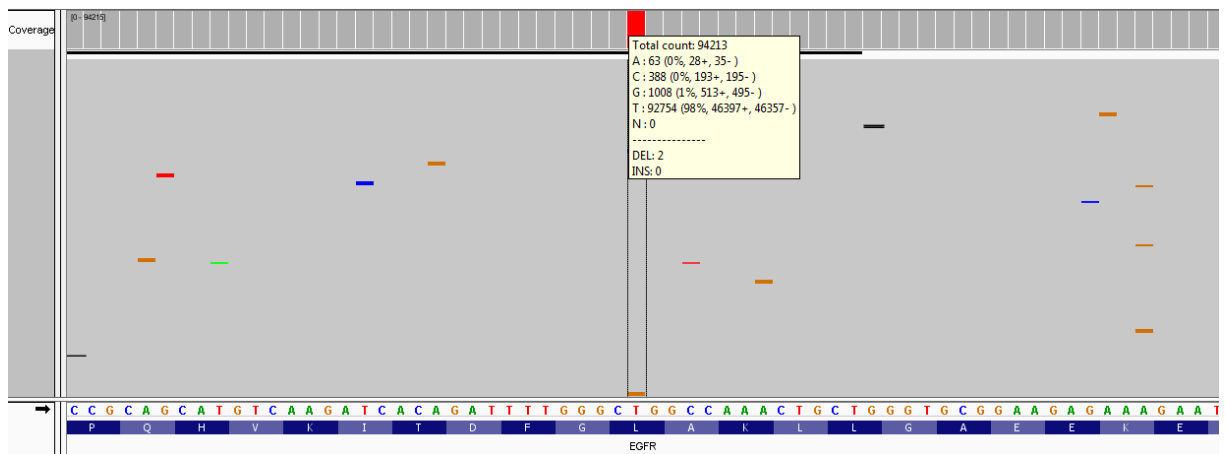 Coverage
[0 - 94215]
Total count: 94213
A : 63 (0%, 28+, 35- )
C : 388 (0%, 193+, 195- )
G : 1008 (1%, 513+, 495- )
T : 92754 (98%, 46397+, 46357- )
N : 0
---------------
DEL: 2
INS: 0
C C G C A G C A T G T C A A G A T C A C A G A T T T T G G G C T G G C C A A A C T G C T G G G T G C G G A A G A G A A A G A A T
P Q H V K I T D F G L A K L L G A E E K E
EGFR